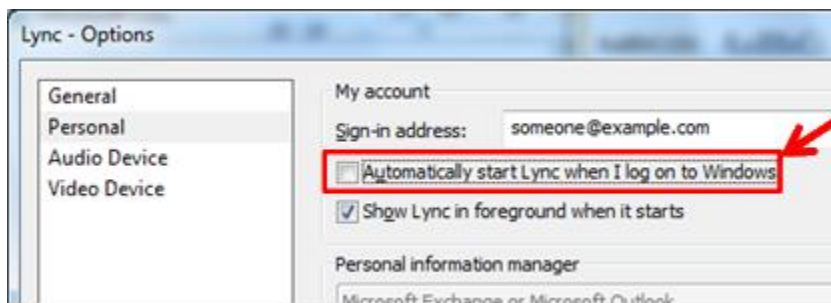 Lync - Options
General
Personal
Audio Device
Video Device
My account
Sign-in address: someone@example.com
Automatically start Lync when I log on to Windows
Show Lync in foreground when it starts
Personal information manager
Microsoft Exchange or Microsoft Outlook